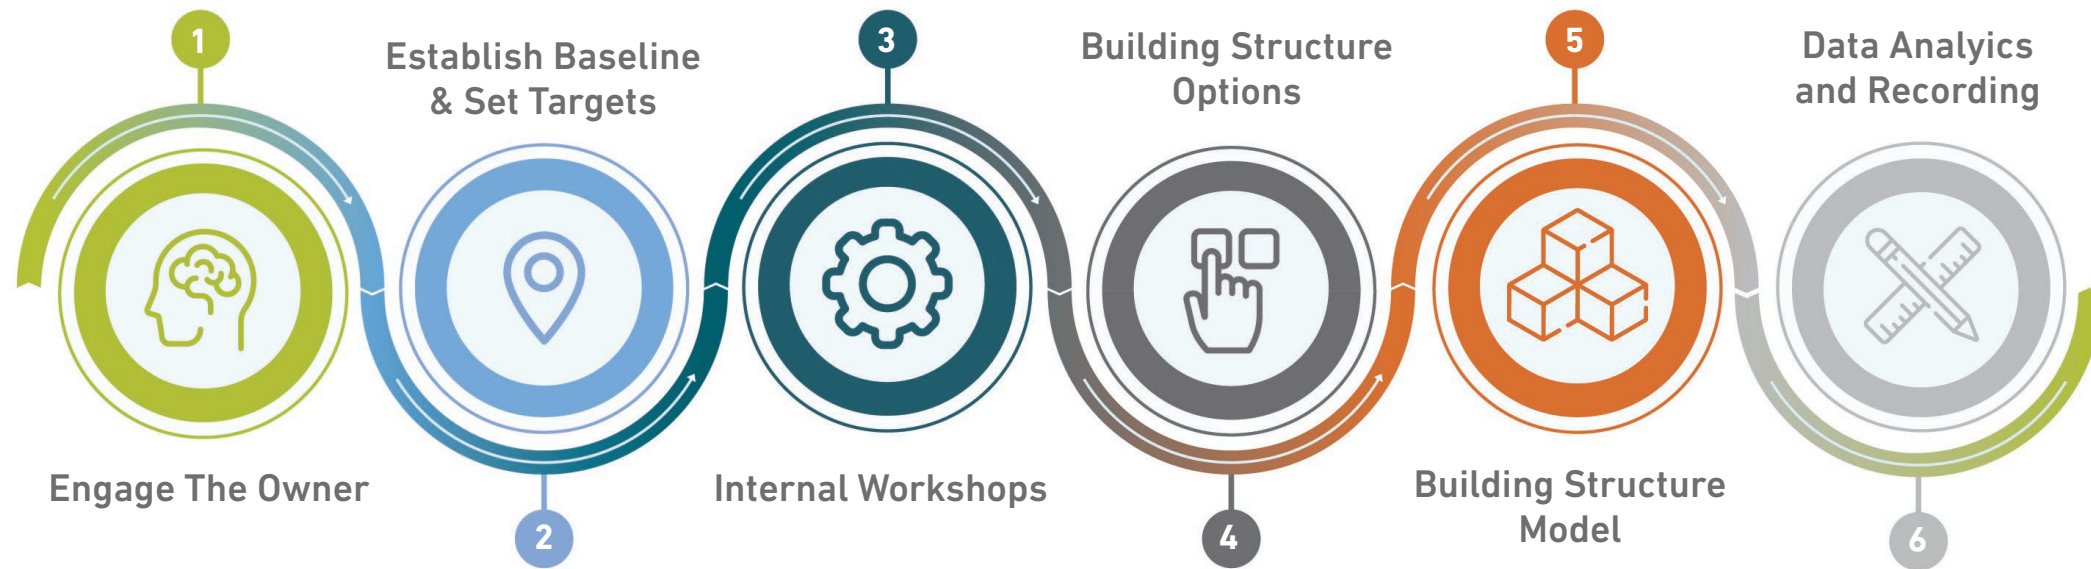 1
Engage The Owner
Establish Baseline
& Set Targets
2
3
Internal Workshops
Building Structure
Options
4
5
Building Structure
Model
Data Analyics
and Recording
6